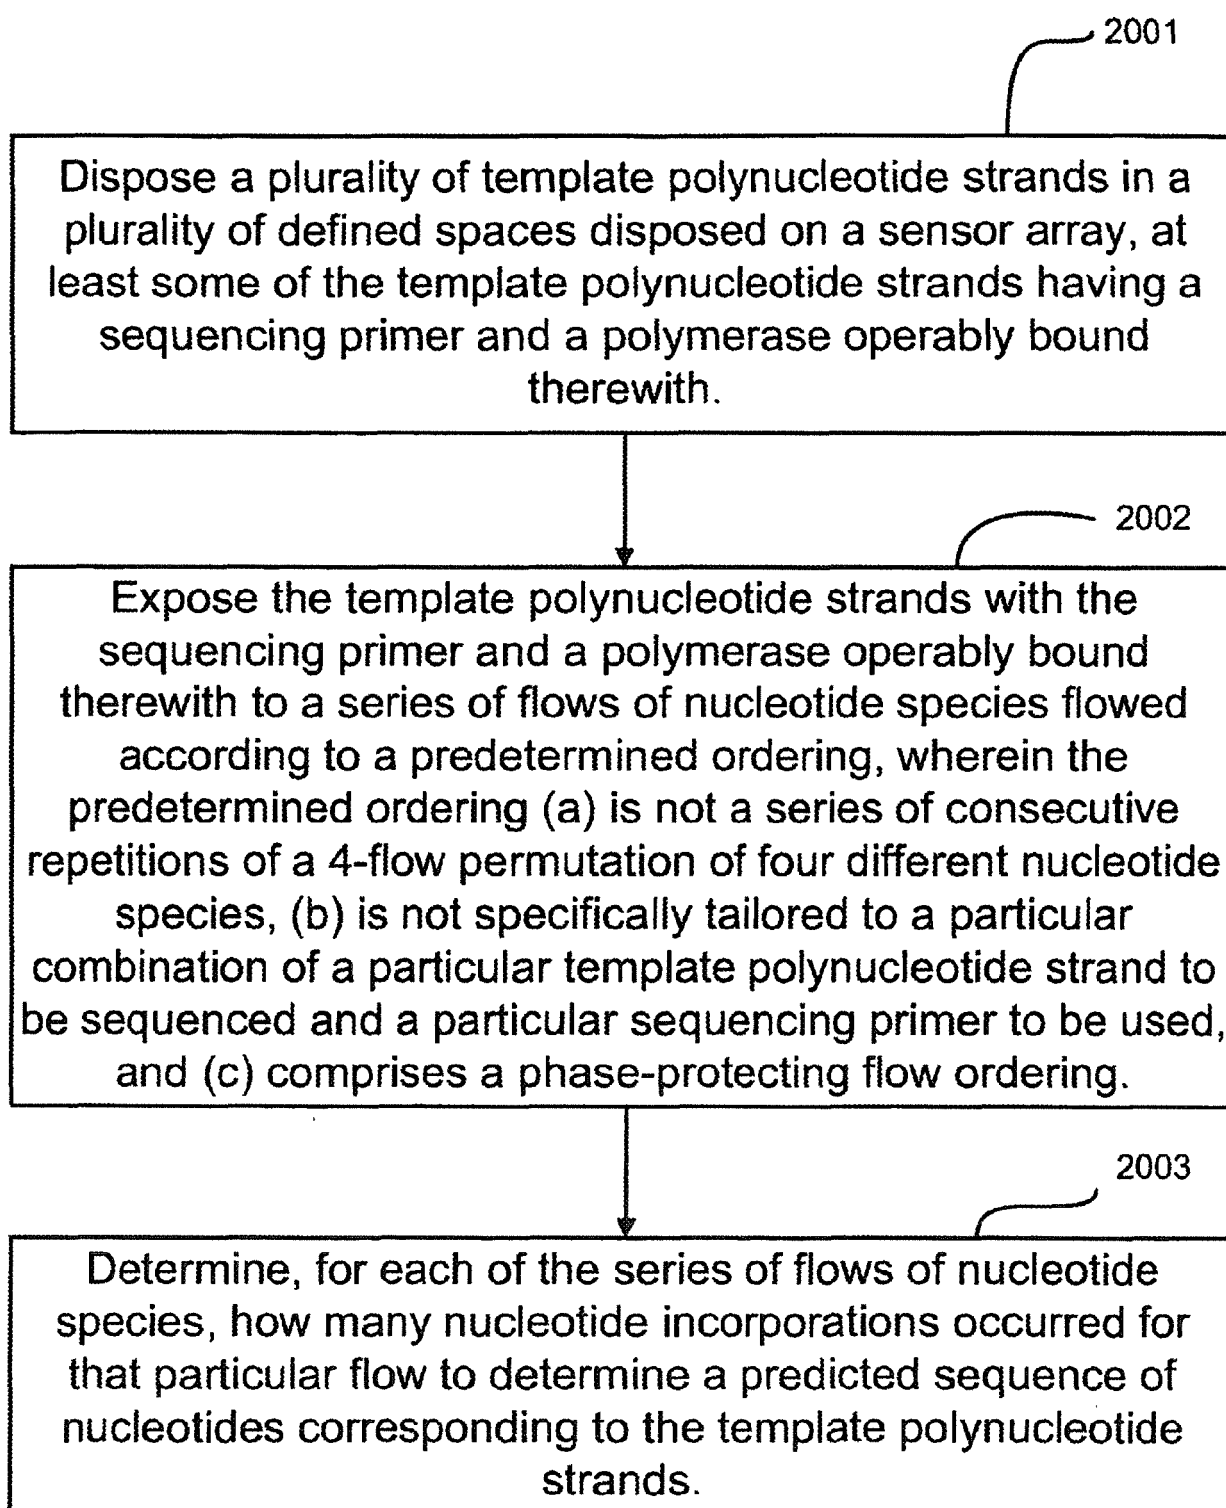 2001
Dispose a plurality of template polynucleotide strands in a
plurality of defined spaces disposed on a sensor array, at
least some of the template polynucleotide strands having a
sequencing primer and a polymerase operably bound
therewith.
2002
Expose the template polynucleotide strands with the
sequencing primer and a polymerase operably bound
therewith to a series of flows of nucleotide species flowed
according to a predetermined ordering, wherein the
predetermined ordering (a) is not a series of consecutive
repetitions of a 4-flow permutation of four different nucleotide
species, (b) is not specifically tailored to a particular
combination of a particular template polynucleotide strand to
be sequenced and a particular sequencing primer to be used,
and (c) comprises a phase-protecting flow ordering.
2003
Determine, for each of the series of flows of nucleotide
species, how many nucleotide incorporations occurred for
that particular flow to determine a predicted sequence of
nucleotides corresponding to the template polynucleotide
strands.